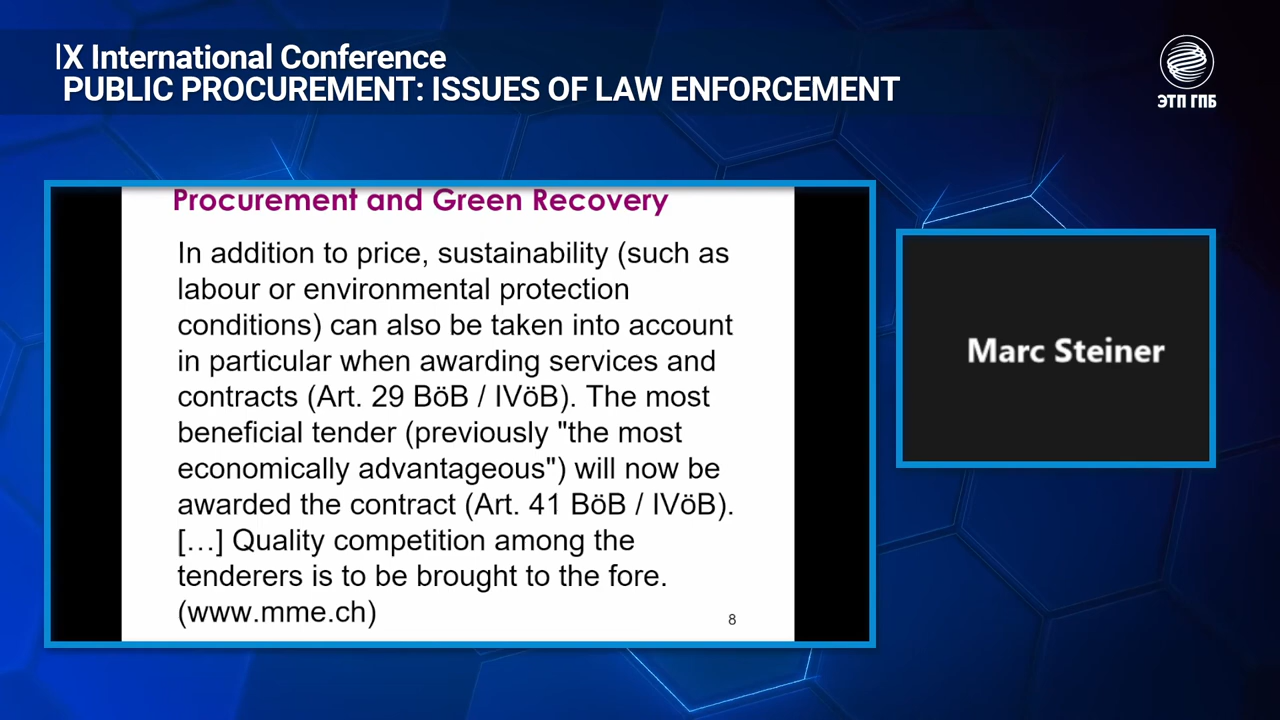 IX International Conference
PUBLIC PROCUREMENT: ISSUES OF LAW ENFORCEMENT
ЭТП ГПБ
Procurement and Green Recovery
In addition to price, sustainability (such as
labour or environmental protection
conditions) can also be taken into account
in particular when awarding services and
contracts (Art. 29 BöB / IVöB). The most
beneficial tender (previously "the most
economically advantageous") will now be
awarded the contract (Art. 41 BöB / IVöB).
[…] Quality competition among the
tenderers is to be brought to the fore.
(www.mme.ch)
8
Marc Steiner